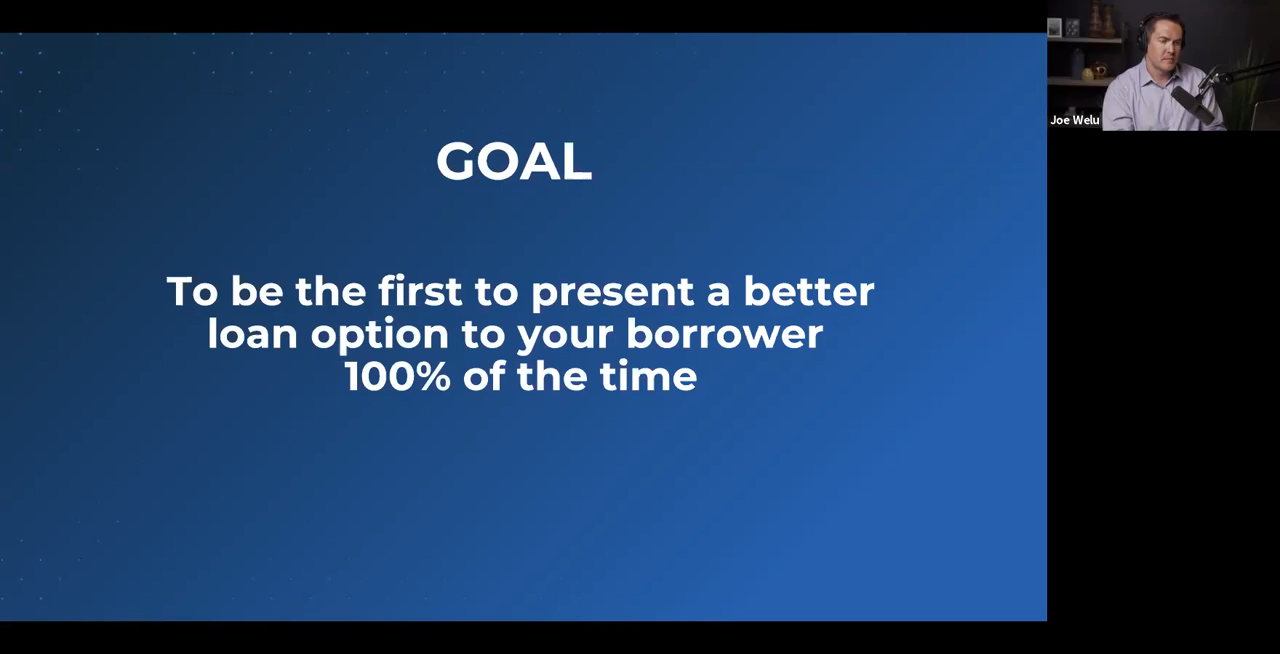 GOAL
To be the first to present a better
loan option to your borrower
100% of the time
Joe Welu